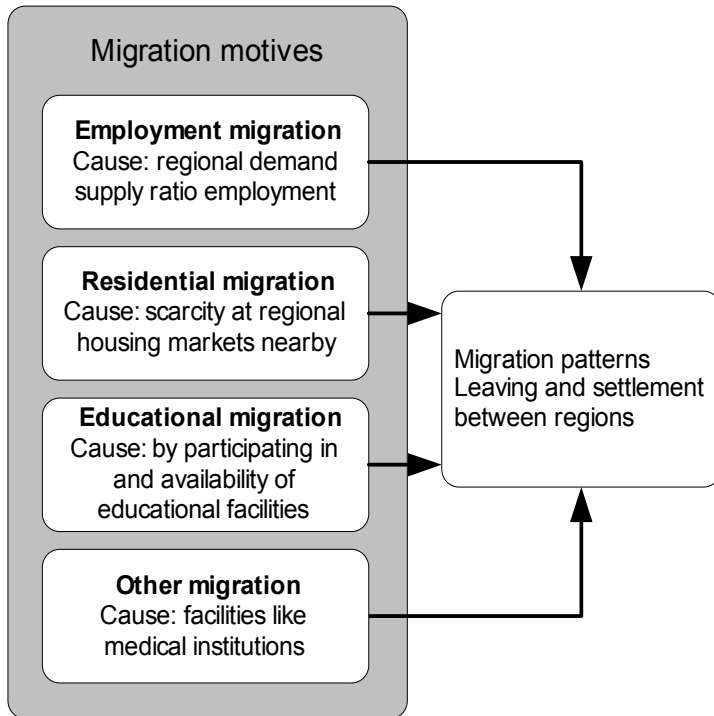 Migration motives
Employment migration
Cause: regional demand
supply ratio employment
Residential migration
Cause: scarcity at regional
housing markets nearby
Educational migration
Cause: by participating in
and availability of
educational facilities
Other migration
Cause: facilities like
medical institutions
Migration patterns
Leaving and settlement
between regions